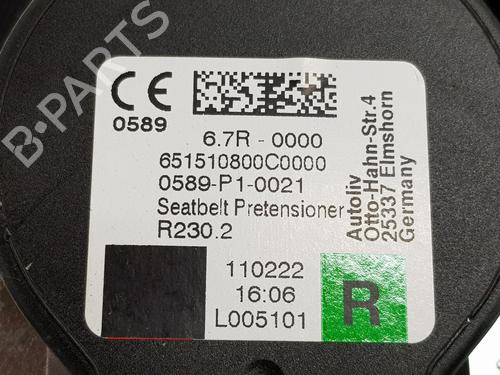 B-PARTS
CE
0589
6.7R - 0000
651510800C0000
0589-P1-0021
Seatbelt Pretensioner
R230.2
110222
16:06
L005101
R
Autoliv
Otto-Hahn-Str.4
25337 Elmshorn
Germany